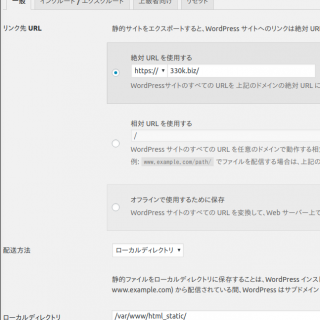 一般 インクルード / エクスクルード 上級者向け リセット
リンク先 URL
静的サイトをエクスポートすると、WordPress サイトへのリンクは絶対 URL
絶対 URL を使用する
https:// 330k.biz/
WordPressサイトのすべての URLを 上記のドメインの絶対 URL に
相対 URL を使用する
/
WordPress サイトのすべての URL を任意のドメインで動作する相
例: www.example.com/path/ でファイルを配信する場合は、上記の
オフラインで使用するために保存
WordPress サイトのすべての URL を変換して、Web サーバー上で
配送方法
ローカルディレクトリ
静的ファイルをローカルディレクトリに保存することは、WordPress インス
www.example.com) から配信されている間、WordPress はサブドメイン
ローカルディレクトリ
/var/www/html_static/